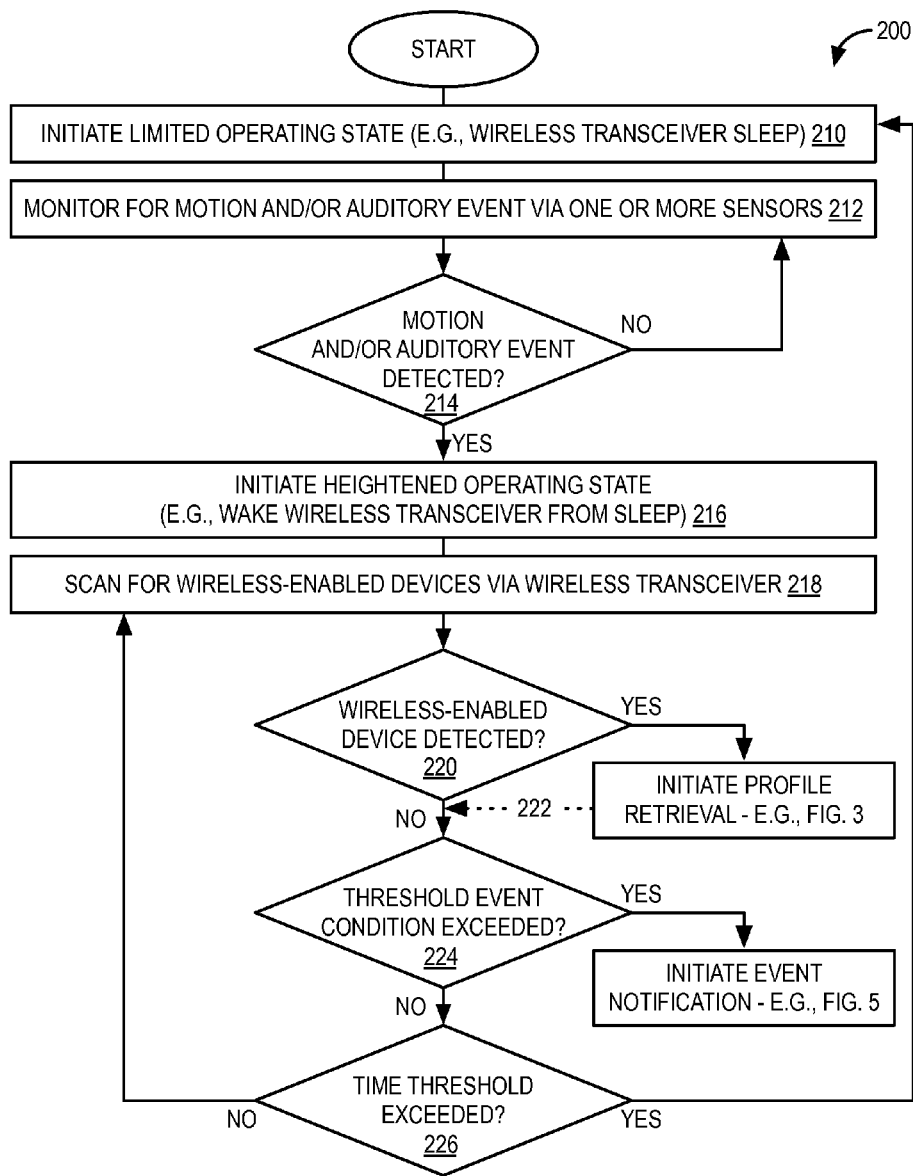 START
200
INITIATE LIMITED OPERATING STATE (E.G., WIRELESS TRANSCEIVER SLEEP) 210
MONITOR FOR MOTION AND/OR AUDITORY EVENT VIA ONE OR MORE SENSORS 212
MOTION
AND/OR AUDITORY EVENT
DETECTED?
214
NO
YES
INITIATE HEIGHTENED OPERATING STATE
(E.G., WAKE WIRELESS TRANSCEIVER FROM SLEEP) 216
SCAN FOR WIRELESS-ENABLED DEVICES VIA WIRELESS TRANSCEIVER 218
WIRELESS-ENABLED
DEVICE DETECTED?
220
YES
INITIATE PROFILE
RETRIEVAL - E.G., FIG. 3
222
NO
THRESHOLD EVENT
CONDITION EXCEEDED?
224
YES
INITIATE EVENT
NOTIFICATION - E.G., FIG. 5
NO
TIME THRESHOLD
EXCEEDED?
226
NO
YES